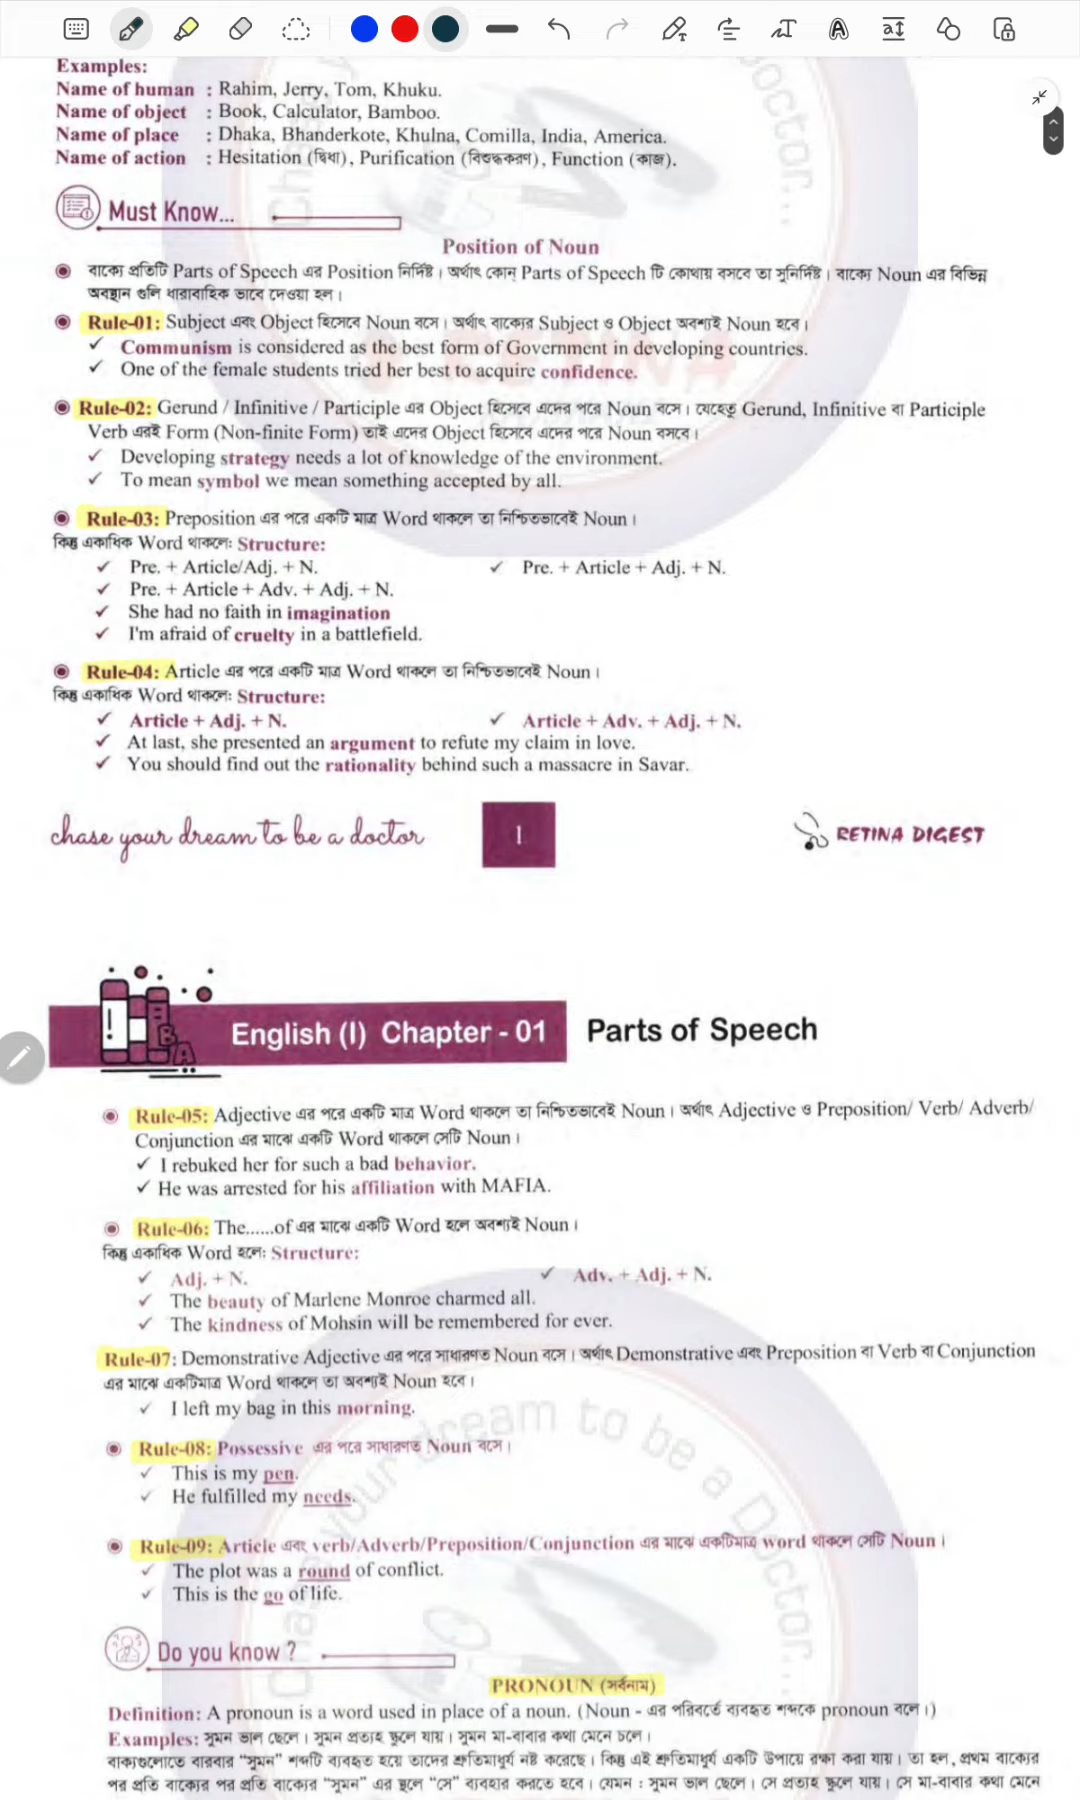 Examples:
Name of human : Rahim, Jerry, Tom, Khuku.
Name of object : Book, Calculator, Bamboo.
Name of place : Dhaka, Bhanderkote, Khulna, Comilla, India, America.
Name of action : Hesitation (দ্বিধা), Purification (বিশুদ্ধকরণ), Function (কাজ).
Must Know...
Position of Noun
বাক্যে প্রতিটি Parts of Speech এর Position নির্দিষ্ট। অর্থাৎ কোন্ Parts of Speech টি কোথায় বসবে তা সুনির্দিষ্ট। বাক্যে Noun এর বিভিন্ন
অবস্থান গুলি ধারাবাহিক ভাবে দেওয়া হল।
Rule-01: Subject এবং Object হিসেবে Noun বসে। অর্থাৎ বাক্যের Subject ও Object অবশ্যই Noun হবে।
✓ Communism is considered as the best form of Government in developing countries.
✓ One of the female students tried her best to acquire confidence.
Rule-02: Gerund / Infinitive / Participle এর Object হিসেবে এদের পরে Noun বসে। যেহেতু Gerund, Infinitive বা Participle
Verb এরই Form (Non-finite Form) তাই এদের Object হিসেবে এদের পরে Noun বসবে।
✓ Developing strategy needs a lot of knowledge of the environment.
✓ To mean symbol we mean something accepted by all.
Rule-03: Preposition এর পরে একটি মাত্র Word থাকলে তা নিশ্চিতভাবেই Noun।
কিন্তু একাধিক Word থাকলেঃ Structure:
✓ Pre. + Article/Adj. + N. ✓ Pre. + Article + Adj. + N.
✓ Pre. + Article + Adv. + Adj. + N.
✓ She had no faith in imagination
✓ I'm afraid of cruelty in a battlefield.
Rule-04: Article এর পরে একটি মাত্র Word থাকলে তা নিশ্চিতভাবেই Noun।
কিন্তু একাধিক Word থাকলেঃ Structure:
✓ Article + Adj. + N. ✓ Article + Adv. + Adj. + N.
✓ At last, she presented an argument to refute my claim in love.
✓ You should find out the rationality behind such a massacre in Savar.
chase your dream to be a doctor 1 RETINA DIGEST
English (I) Chapter - 01 Parts of Speech
Rule-05: Adjective এর পরে একটি মাত্র Word থাকলে তা নিশ্চিতভাবেই Noun। অর্থাৎ Adjective ও Preposition/ Verb/ Adverb/
Conjunction এর মাঝে একটি Word থাকলে সেটি Noun।
✓ I rebuked her for such a bad behavior.
✓ He was arrested for his affiliation with MAFIA.
Rule-06: The......of এর মাঝে একটি Word হলে অবশ্যই Noun।
কিন্তু একাধিক Word হলেঃ Structure:
✓ Adj. + N. ✓ Adv. + Adj. + N.
✓ The beauty of Marlene Monroe charmed all.
✓ The kindness of Mohsin will be remembered for ever.
Rule-07: Demonstrative Adjective এর পরে সাধারণত Noun বসে। অর্থাৎ Demonstrative এবং Preposition বা Verb বা Conjunction
এর মাঝে একটিমাত্র Word থাকলে তা অবশ্যই Noun হবে।
✓ I left my bag in this morning.
Rule-08: Possessive এর পরে সাধারণত Noun বসে।
✓ This is my pen.
✓ He fulfilled my needs.
Rule-09: Article এবং verb/Adverb/Preposition/Conjunction এর মাঝে একটিমাত্র word থাকলে সেটি Noun।
✓ The plot was a round of conflict.
✓ This is the go of life.
Do you know ?
PRONOUN (সর্বনাম)
Definition: A pronoun is a word used in place of a noun. (Noun - এর পরিবর্তে ব্যবহৃত শব্দকে pronoun বলে।)
Examples: সুমন ভাল ছেলে। সুমন প্রত্যহ স্কুলে যায়। সুমন মা-বাবার কথা মেনে চলে।
বাক্যগুলোতে বারবার “সুমন” শব্দটি ব্যবহৃত হয়ে তাদের শ্রুতিমাধুর্য নষ্ট করেছে। কিন্তু এই শ্রুতিমাধুর্য একটি উপায়ে রক্ষা করা যায়। তা হল, প্রথম বাক্যের
পর প্রতি বাক্যের পর প্রতি বাক্যের “সুমন” এর স্থলে “সে” ব্যবহার করতে হবে। যেমন : সুমন ভাল ছেলে। সে প্রত্যহ স্কুলে যায়। সে মা-বাবার কথা মেনে